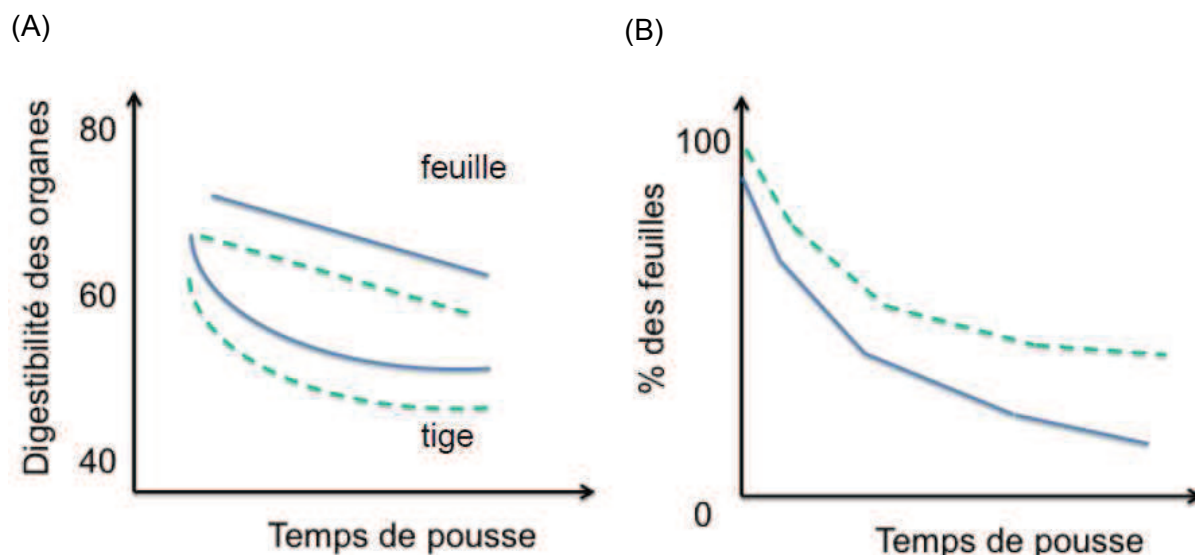 (A)
Digestibilité des organes
80
60
40
feuille
tige
Temps de pousse
(B)
% des feuilles
100
0
Temps de pousse